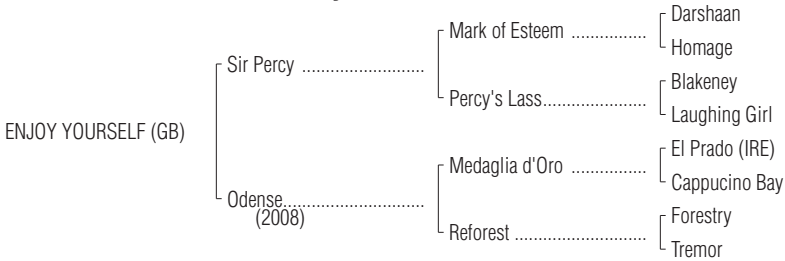 Darshaan
Mark of Esteem ................
Homage
Sir Percy ..........................
Blakeney
Percy's Lass......................
Laughing Girl
ENJOY YOURSELF (GB)
El Prado (IRE)
Medaglia d'Oro ................
Cappucino Bay
Odense..............................
(2008)
Forestry
Reforest ............................
Tremor